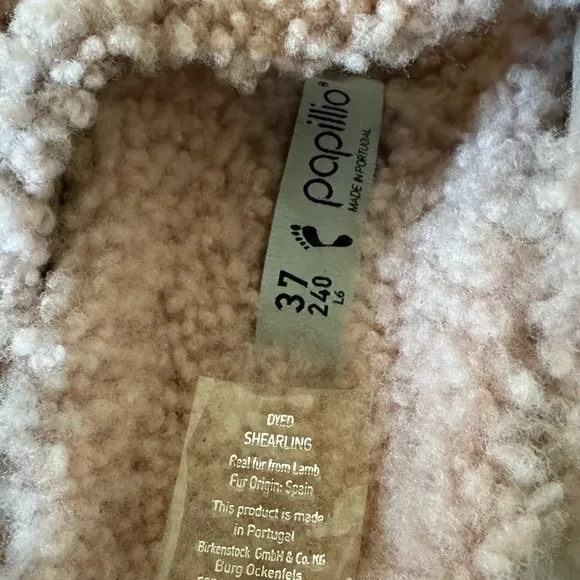 papillio®
MADE IN PORTUGAL
37
240
L6
DYED
SHEARLING
Real fur from Lamb
Fur Origin: Spain
This product is made
in Portugal
Birkenstock GmbH & Co. KG
Burg Ockenfels